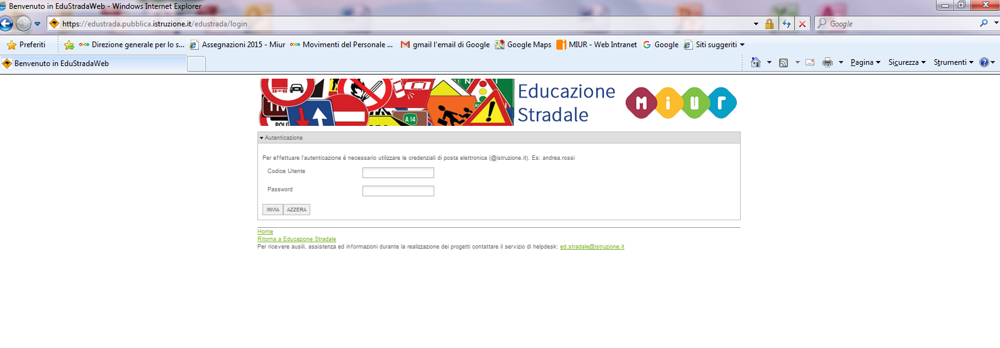 Benvenuto in EduStradaWeb - Windows Internet Explorer
https://edustrada.pubblica.istruzione.it/edustrada/login
Google
Preferiti
Direzione generale per lo s...
Assegnazioni 2015 - Miur
Movimenti del Personale ...
gmail l'email di Google
Google Maps
MIUR - Web Intranet
Google
Siti suggeriti
Benvenuto in EduStradaWeb
Pagina
Sicurezza
Strumenti
A 14
Educazione
Stradale
MIUR
Autenticazione
Per effettuare l'autenticazione é necessario utilizzare le credenziali di posta elettronica (@istruzione.it). Es: andrea.rossi
Codice Utente
Password
INVIA AZZERA
Home
Ritorna a Educazione Stradale
Per ricevere ausili, assistenza ed informazioni durante la realizzazione dei progetti contattare il servizio di helpdesk: ed.stradale@istruzione.it